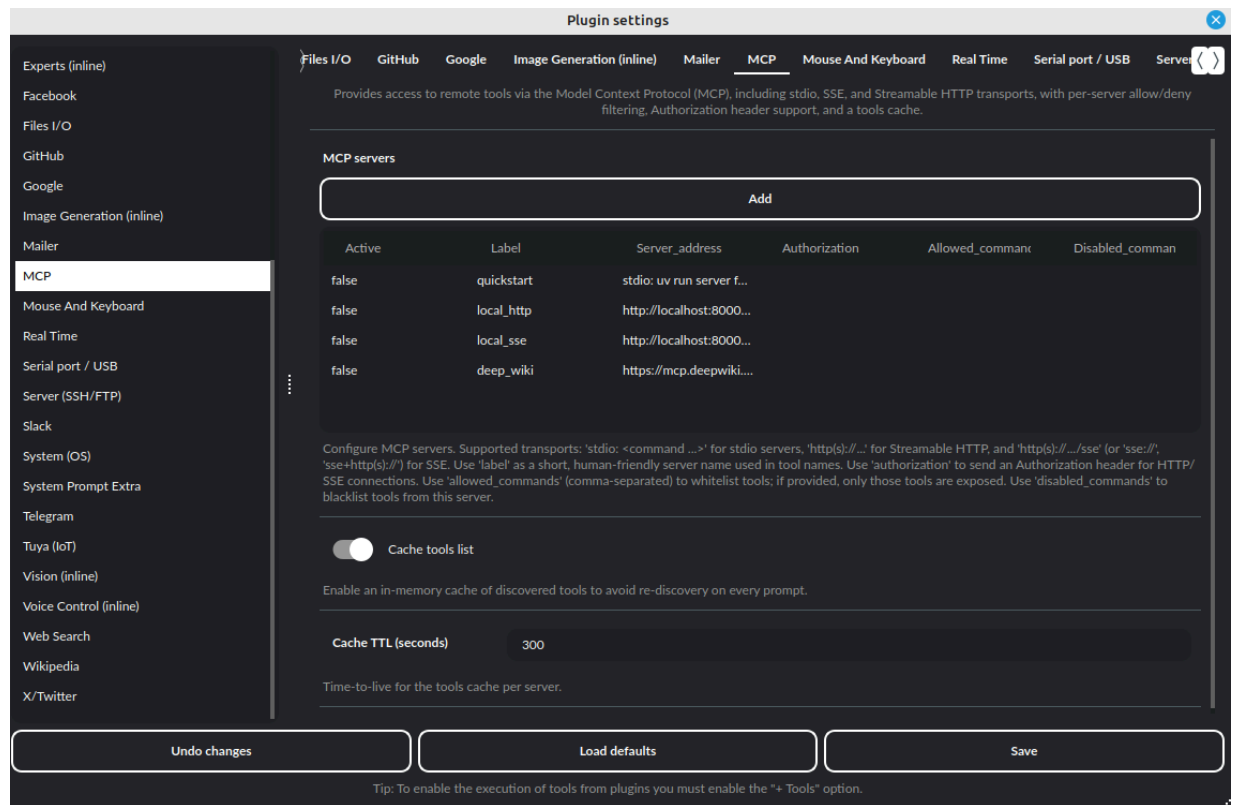 Plugin settings
Experts (inline)
Facebook
Files I/O
GitHub
Google
Image Generation (inline)
Mailer
MCP
Mouse And Keyboard
Real Time
Serial port / USB
Server (SSH/FTP)
Slack
System (OS)
System Prompt Extra
Telegram
Tuya (IoT)
Vision (inline)
Voice Control (inline)
Web Search
Wikipedia
X/Twitter
Files I/O GitHub Google Image Generation (inline) Mailer MCP Mouse And Keyboard Real Time Serial port / USB Server
Provides access to remote tools via the Model Context Protocol (MCP), including stdio, SSE, and Streamable HTTP transports, with per-server allow/deny
filtering, Authorization header support, and a tools cache.
MCP servers
Add
Active Label Server_address Authorization Allowed_command Disabled_comman
false quickstart stdio: uv run server f...
false local_http http://localhost:8000...
false local_sse http://localhost:8000...
false deep_wiki https://mcp.deepwiki....
Configure MCP servers. Supported transports: 'stdio: <command ...>' for stdio servers, 'http(s)://...' for Streamable HTTP, and 'http(s)://.../sse' (or 'sse://',
'sse+http(s)://') for SSE. Use 'label' as a short, human-friendly server name used in tool names. Use 'authorization' to send an Authorization header for HTTP/
SSE connections. Use 'allowed_commands' (comma-separated) to whitelist tools; if provided, only those tools are exposed. Use 'disabled_commands' to
blacklist tools from this server.
Cache tools list
Enable an in-memory cache of discovered tools to avoid re-discovery on every prompt.
Cache TTL (seconds) 300
Time-to-live for the tools cache per server.
Undo changes Load defaults Save
Tip: To enable the execution of tools from plugins you must enable the "+ Tools" option.